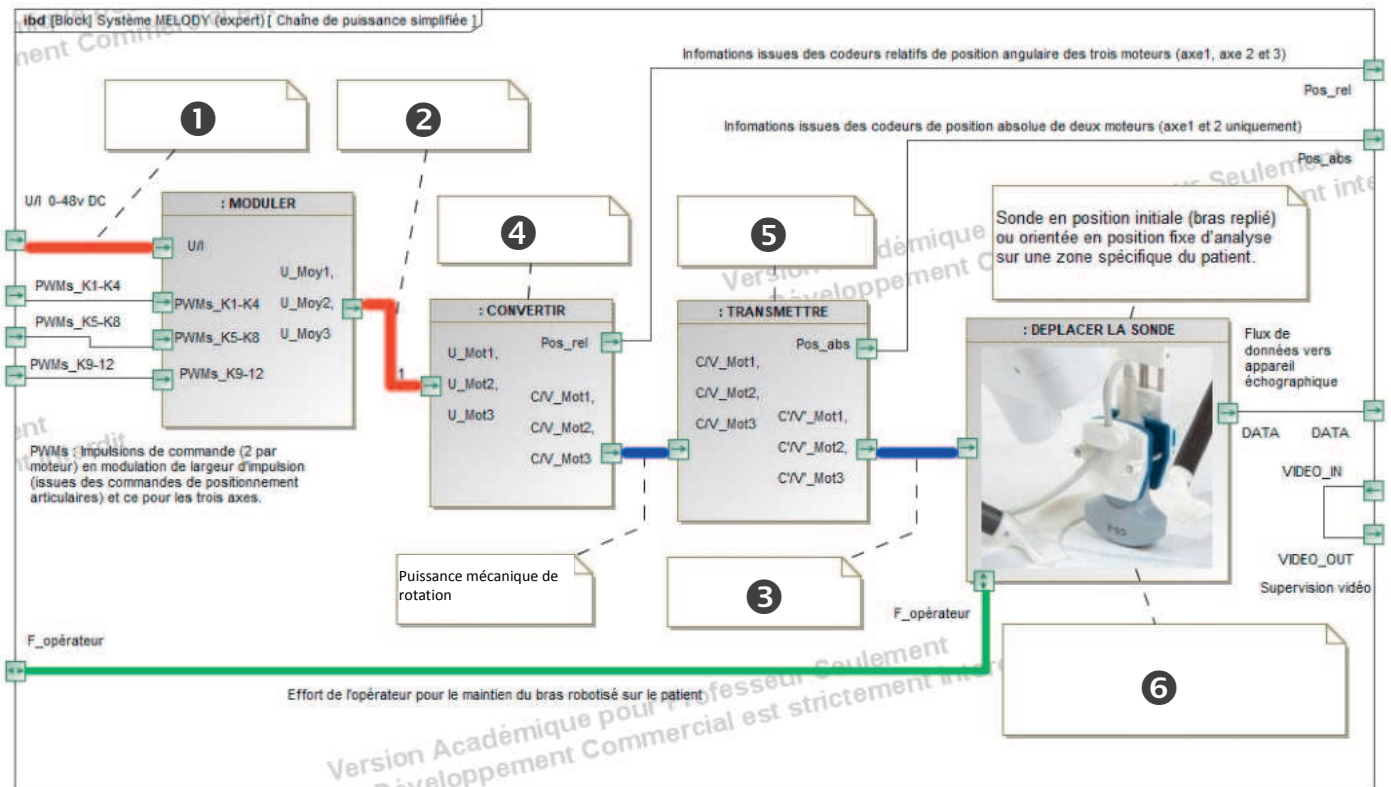 ibd [Block] Système MELODY (expert) [ Chaîne de puissance simplifiée ]
Infomations issues des codeurs relatifs de position angulaire des trois moteurs (axe1, axe 2 et 3)
Pos_rel
❶
❷
Infomations issues des codeurs de position absolue de deux moteurs (axe1 et 2 uniquement)
Pos_abs
U/I 0-48v DC
: MODULER
U/I
U_Moy1,
U_Moy2,
U_Moy3
PWMs_K1-K4
PWMs_K1-K4
PWMs_K5-K8
PWMs_K5-K8
PWMs_K9-12
PWMs_K9-12
PWMs : Impulsions de commande (2 par
moteur) en modulation de largeur d'impulsion
(issues des commandes de positionnement
articulaires) et ce pour les trois axes.
1
❹
: CONVERTIR
Pos_rel
U_Mot1,
U_Mot2,
U_Mot3
C/V_Mot1,
C/V_Mot2,
C/V_Mot3
❺
: TRANSMETTRE
Pos_abs
C/V_Mot1,
C/V_Mot2,
C/V_Mot3
C'/V'_Mot1,
C'/V'_Mot2,
C'/V'_Mot3
Sonde en position initiale (bras replié)
ou orientée en position fixe d'analyse
sur une zone spécifique du patient.
: DEPLACER LA SONDE
Flux de
données vers
appareil
échographique
DATA
DATA
VIDEO_IN
VIDEO_OUT
Supervision vidéo
Puissance mécanique de
rotation
❸
F_opérateur
F_opérateur
Effort de l'opérateur pour le maintien du bras robotisé sur le patient
❻
Version Académique pour Professeur Seulement
Développement Commercial est strictement